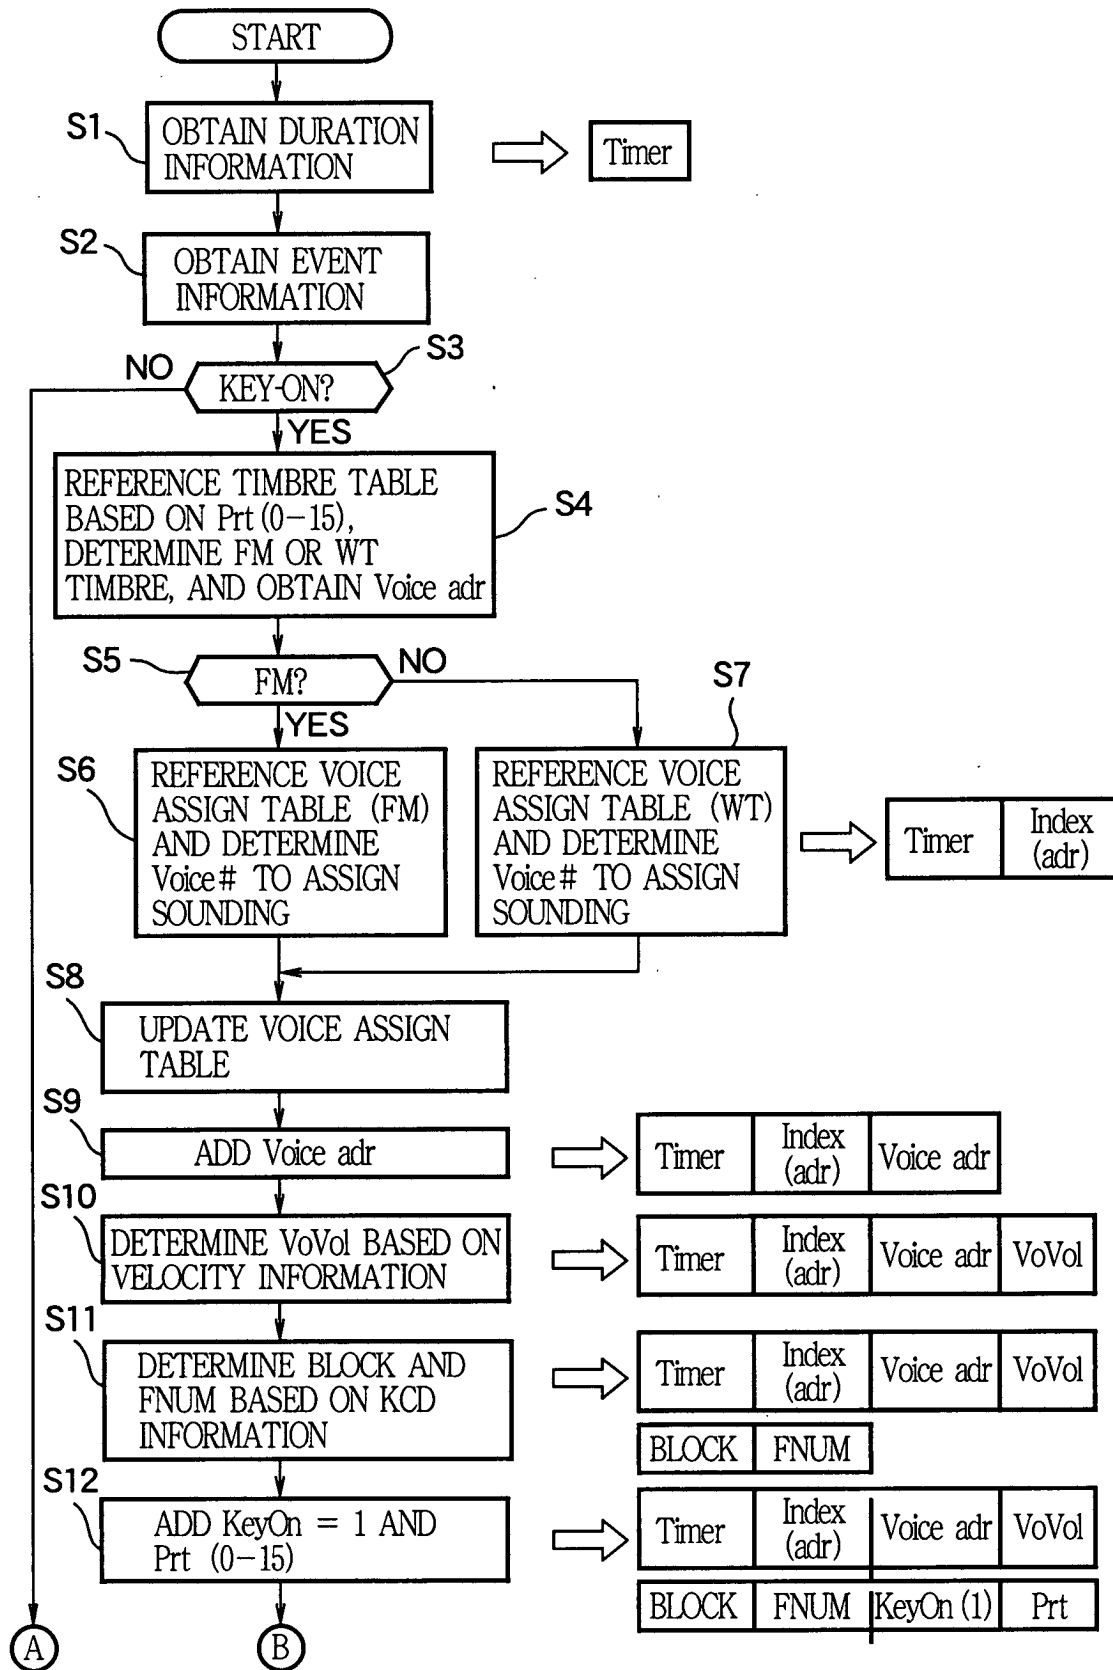 START
S1
OBTAIN DURATION
INFORMATION
Timer
S2
OBTAIN EVENT
INFORMATION
S3
NO
KEY-ON?
YES
REFERENCE TIMBRE TABLE
BASED ON Prt (0-15),
DETERMINE FM OR WT
TIMBRE, AND OBTAIN Voice adr
S4
S5
FM?
NO
YES
S6
REFERENCE VOICE
ASSIGN TABLE (FM)
AND DETERMINE
Voice# TO ASSIGN
SOUNDING
S7
REFERENCE VOICE
ASSIGN TABLE (WT)
AND DETERMINE
Voice# TO ASSIGN
SOUNDING
Timer
Index
(adr)
S8
UPDATE VOICE ASSIGN
TABLE
S9
ADD Voice adr
Timer
Index
(adr)
Voice adr
S10
DETERMINE VoVol BASED ON
VELOCITY INFORMATION
Timer
Index
(adr)
Voice adr
VoVol
S11
DETERMINE BLOCK AND
FNUM BASED ON KCD
INFORMATION
Timer
Index
(adr)
Voice adr
VoVol
BLOCK
FNUM
S12
ADD KeyOn = 1 AND
Prt (0-15)
Timer
Index
(adr)
Voice adr
VoVol
BLOCK
FNUM
KeyOn (1)
Prt
A
B